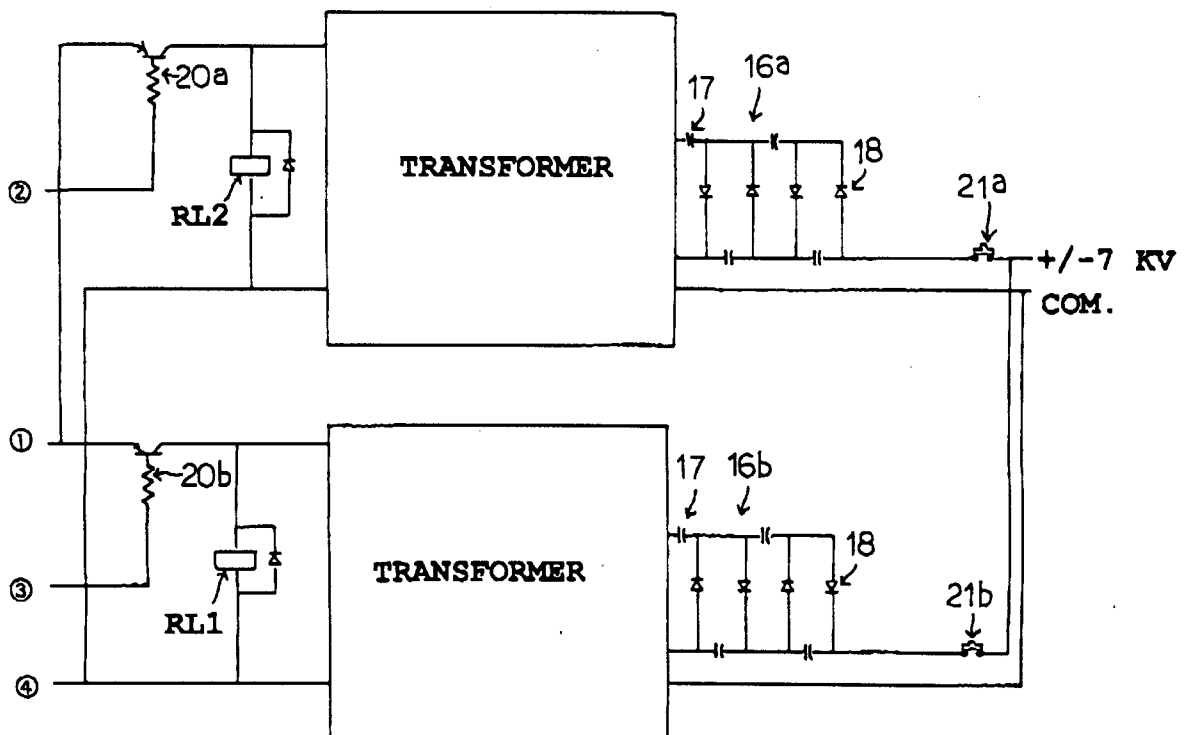 20a
17
16a
TRANSFORMER
18
②
RL2
21a
+/-7 KV
COM.
①
20b
17
16b
18
TRANSFORMER
③
RL1
21b
④